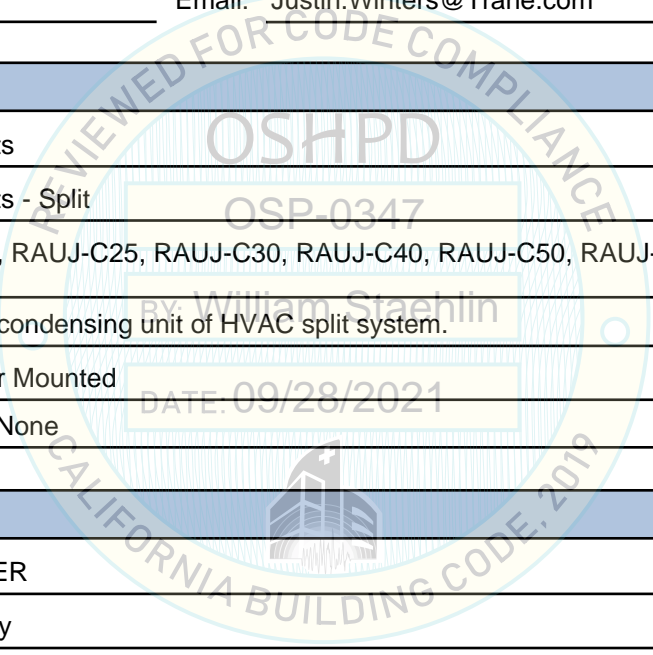 Email: Justin.Winters@Trane.com
REVIEWED FOR CODE COMPLIANCE
OSHPD
ts
ts - Split
OSP-0347
, RAUJ-C25, RAUJ-C30, RAUJ-C40, RAUJ-C50, RAUJ-
BY: William Staehlin
condensing unit of HVAC split system.
r Mounted
DATE: 09/28/2021
None
CALIFORNIA BUILDING CODE, 2019
ER
y